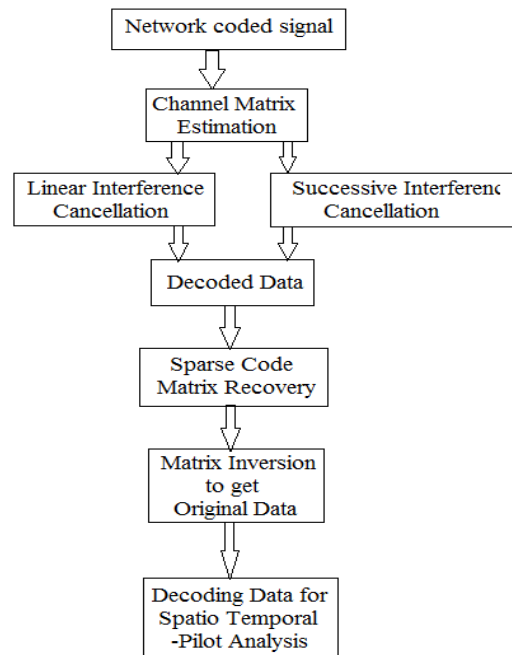 Network coded signal
Channel Matrix
Estimation
Linear Interference
Cancellation
Successive Interferenc
Cancellation
Decoded Data
Sparse Code
Matrix Recovery
Matrix Inversion
to get
Original Data
Decoding Data for
Spatio Temporal
-Pilot Analysis